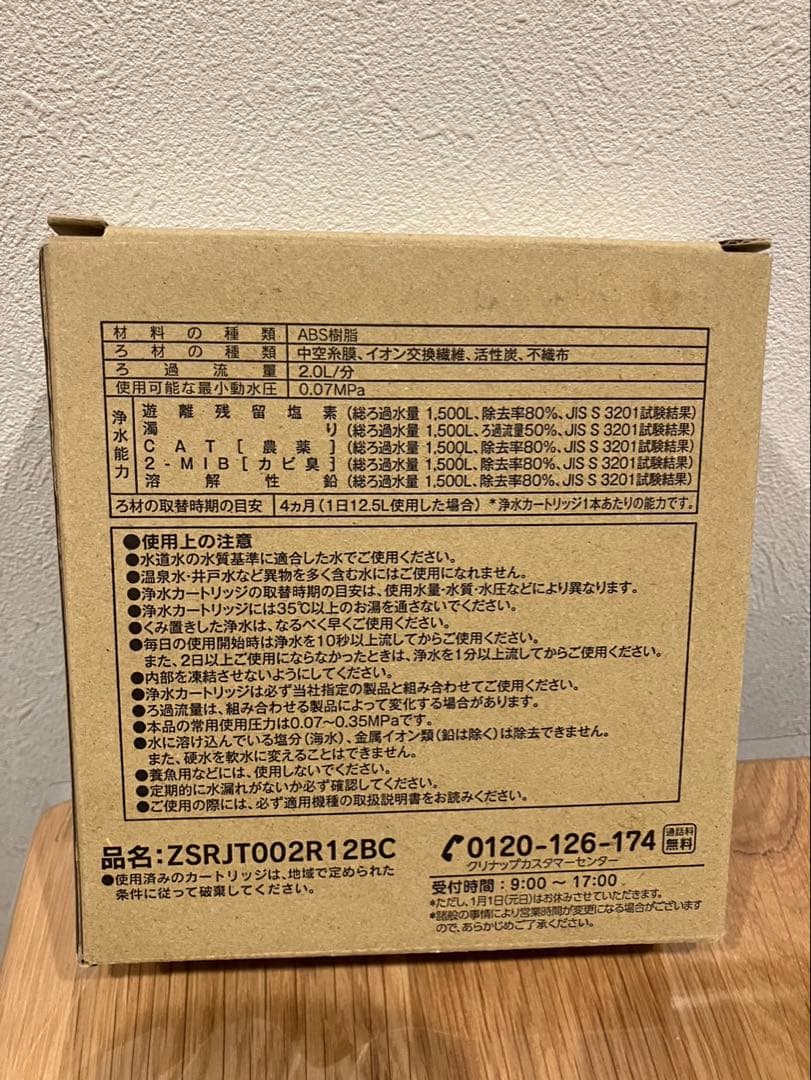 材料の種類 ABS樹脂
ろ材の種類 中空糸膜、イオン交換繊維、活性炭、不織布
ろ過流量 2.0L/分
使用可能な最小動水圧 0.07MPa
浄水能力
遊離残留塩素 (総ろ過水量 1,500L、除去率80%、JIS S 3201試験結果)
濁り (総ろ過水量 1,500L、ろ過流量50%、JIS S 3201試験結果)
CAT[農薬] (総ろ過水量 1,500L、除去率80%、JIS S 3201試験結果)
2-MIB[カビ臭] (総ろ過水量 1,500L、除去率80%、JIS S 3201試験結果)
溶解性鉛 (総ろ過水量 1,500L、除去率80%、JIS S 3201試験結果)
ろ材の取替時期の目安 4ヵ月(1日12.5L使用した場合) *浄水カートリッジ1本あたりの能力です。
●使用上の注意
●水道水の水質基準に適合した水でご使用ください。
●温泉水・井戸水など異物を多く含む水にはご使用になれません。
●浄水カートリッジの取替時期の目安は、使用水量・水質・水圧などにより異なります。
●浄水カートリッジには35℃以上のお湯を通さないでください。
●くみ置きした浄水は、なるべく早くご使用ください。
●毎日の使用開始時は浄水を10秒以上流してからご使用ください。
また、2日以上ご使用にならなかったときは、浄水を1分以上流してからご使用ください。
●内部を凍結させないようにしてください。
●浄水カートリッジは必ず当社指定の製品と組み合わせてご使用ください。
●ろ過流量は、組み合わせる製品によって変化する場合があります。
●本品の常用使用圧力は0.07~0.35MPaです。
●水に溶け込んでいる塩分(海水)、金属イオン類(鉛は除く)は除去できません。
また、硬水を軟水に変えることはできません。
●養魚用などには、使用しないでください。
●定期的に水漏れがないか必ず確認してください。
●ご使用の際には、必ず適用機種の取扱説明書をお読みください。
品名:ZSRJT002R12BC
●使用済みのカートリッジは、地域で定められた
条件に従って破棄してください。
0120-126-174 通話料無料
クリナップカスタマーセンター
受付時間:9:00 ~ 17:00
*ただし、1月1日(元日)はお休みさせていただきます。
*諸般の事情により営業時間が変更になる場合がございます
ので、あらかじめご了承ください。